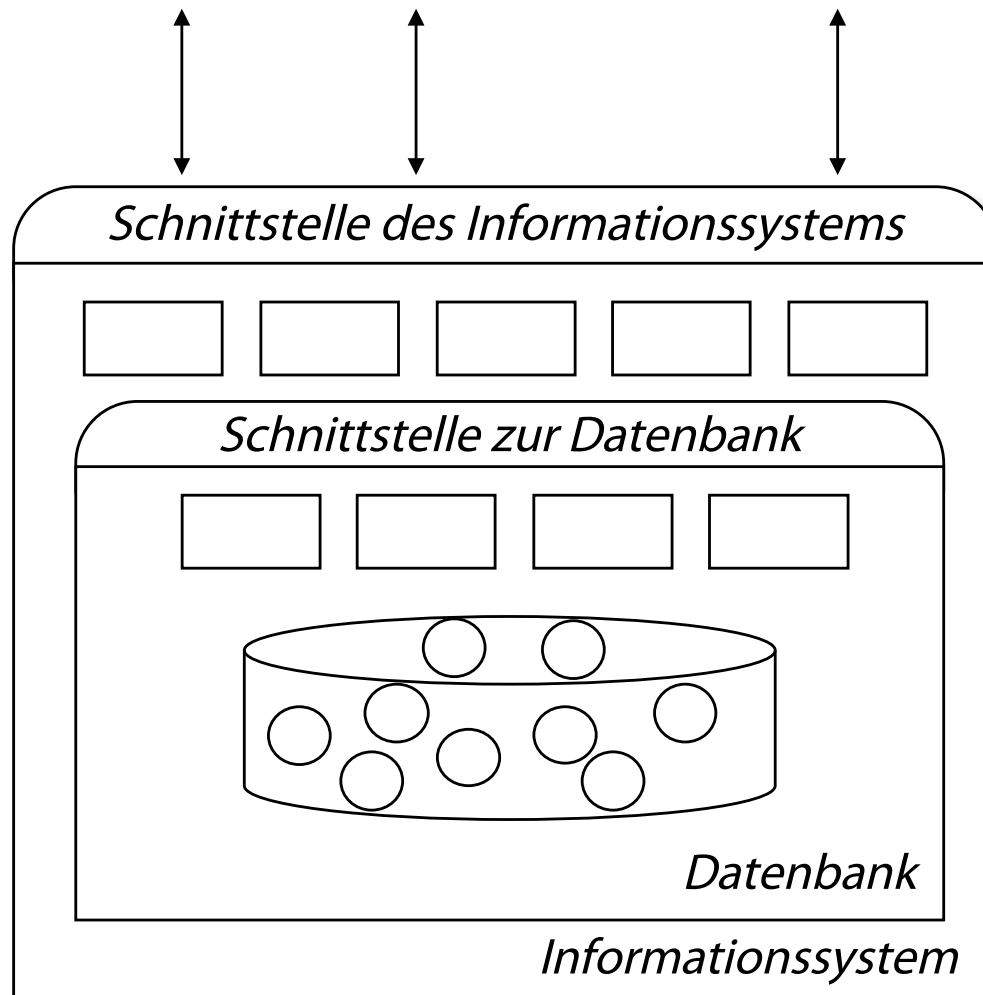 Schnittstelle des Informationssystems
Schnittstelle zur Datenbank
Datenbank
Informationssystem